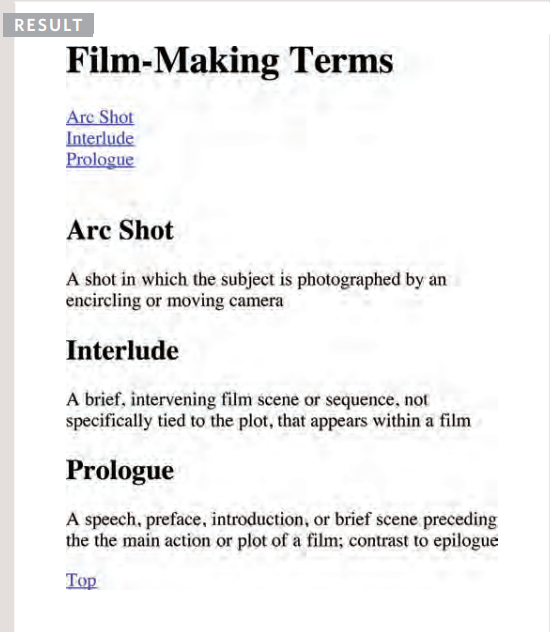 RESULT
Film-Making Terms
Arc Shot
Interlude
Prologue
Arc Shot
A shot in which the subject is photographed by an
encircling or moving camera
Interlude
A brief, intervening film scene or sequence, not
specifically tied to the plot, that appears within a film
Prologue
A speech, preface, introduction, or brief scene preceding
the the main action or plot of a film; contrast to epilogue
Top